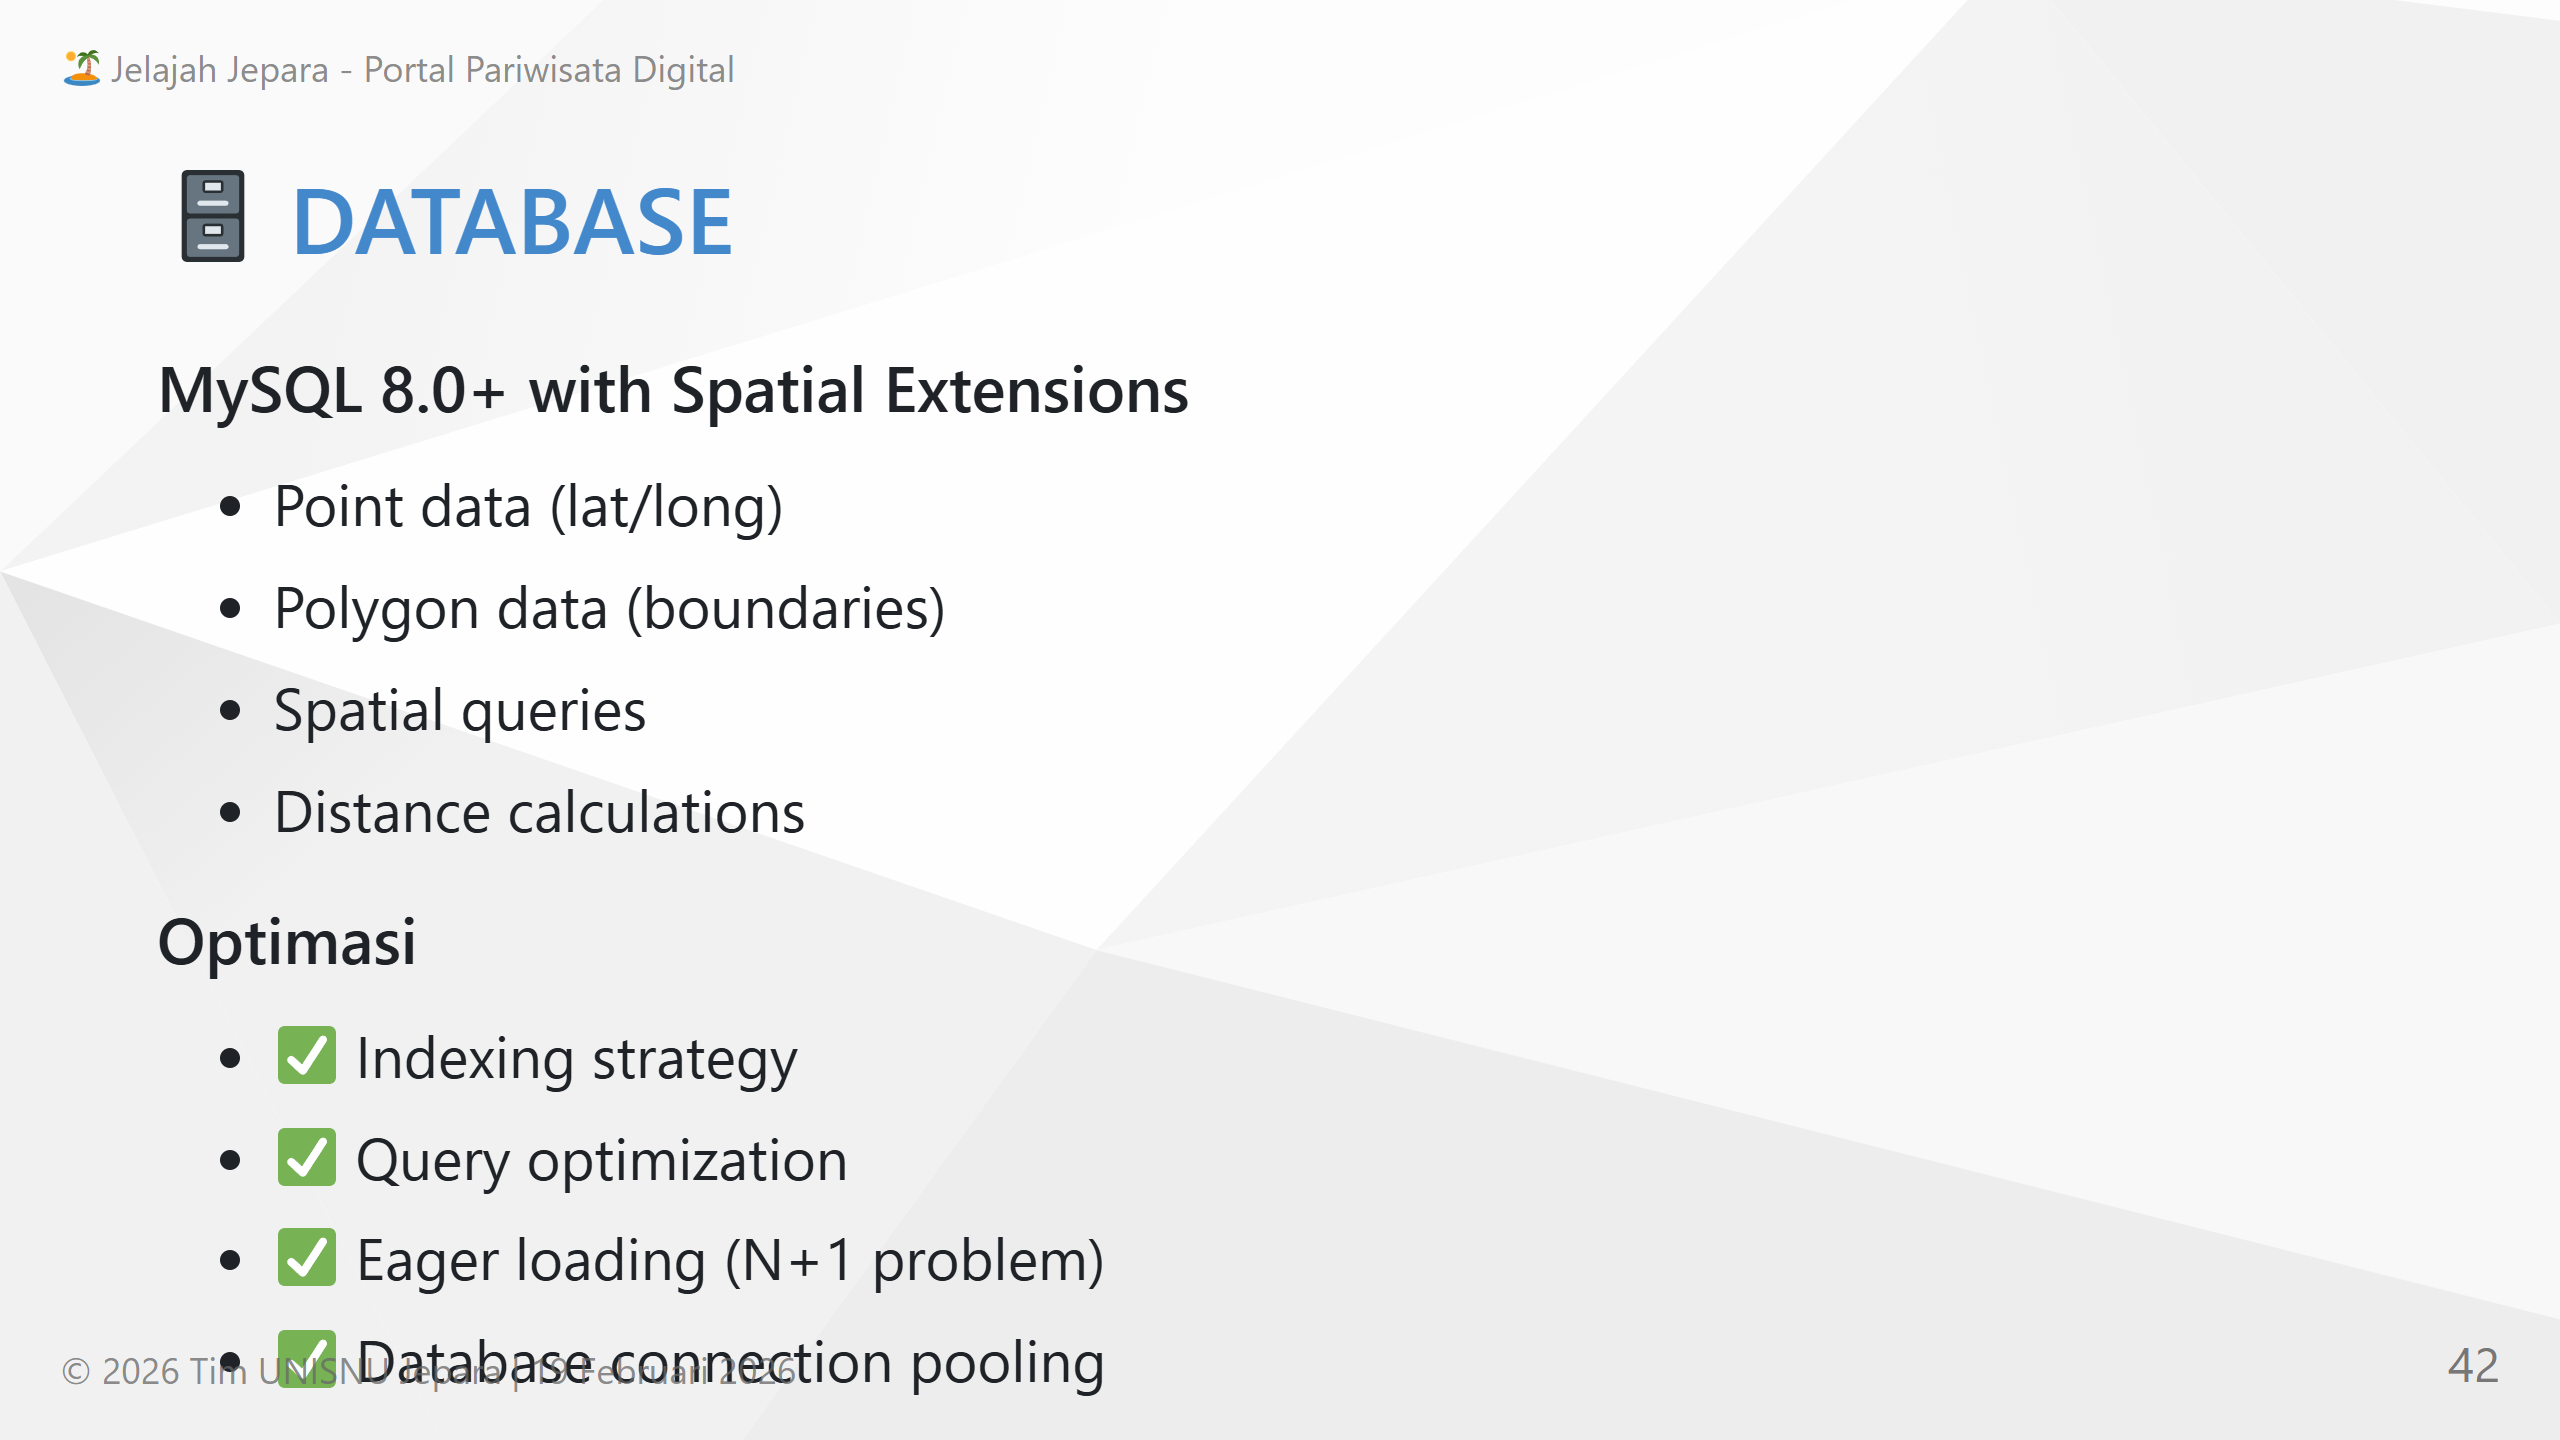 Jelajah Jepara - Portal Pariwisata Digital
DATABASE
MySQL 8.0+ with Spatial Extensions
• Point data (lat/long)
• Polygon data (boundaries)
• Spatial queries
• Distance calculations
Optimasi
• ✅ Indexing strategy
• ✅ Query optimization
• ✅ Eager loading (N+1 problem)
• ✅ Database connection pooling
© 2026 Tim UNISNU Jepara | 19 Februari 2026
42